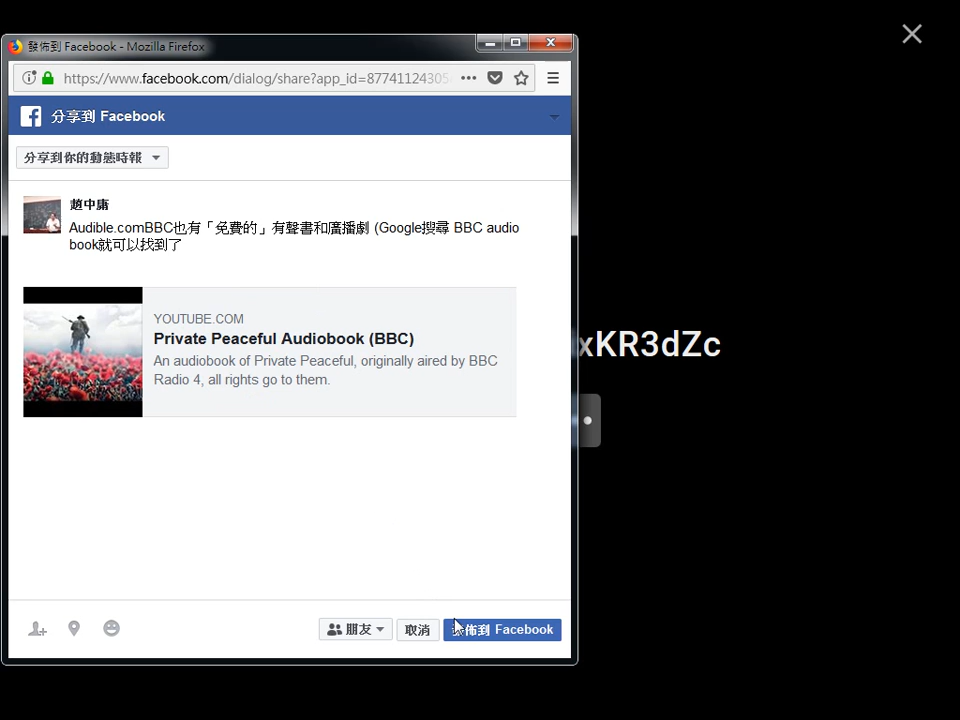 發佈到 Facebook - Mozilla Firefox
https://www.facebook.com/dialog/share?app_id=87741124305
分享到 Facebook
分享到你的動態時報
趙中庸
Audible.comBBC也有「免費的」有聲書和廣播劇 (Google搜尋 BBC audio
book就可以找到了
YOUTUBE.COM
Private Peaceful Audiobook (BBC)
An audiobook of Private Peaceful, originally aired by BBC
Radio 4, all rights go to them.
xKR3dZc
朋友
取消
發佈到 Facebook